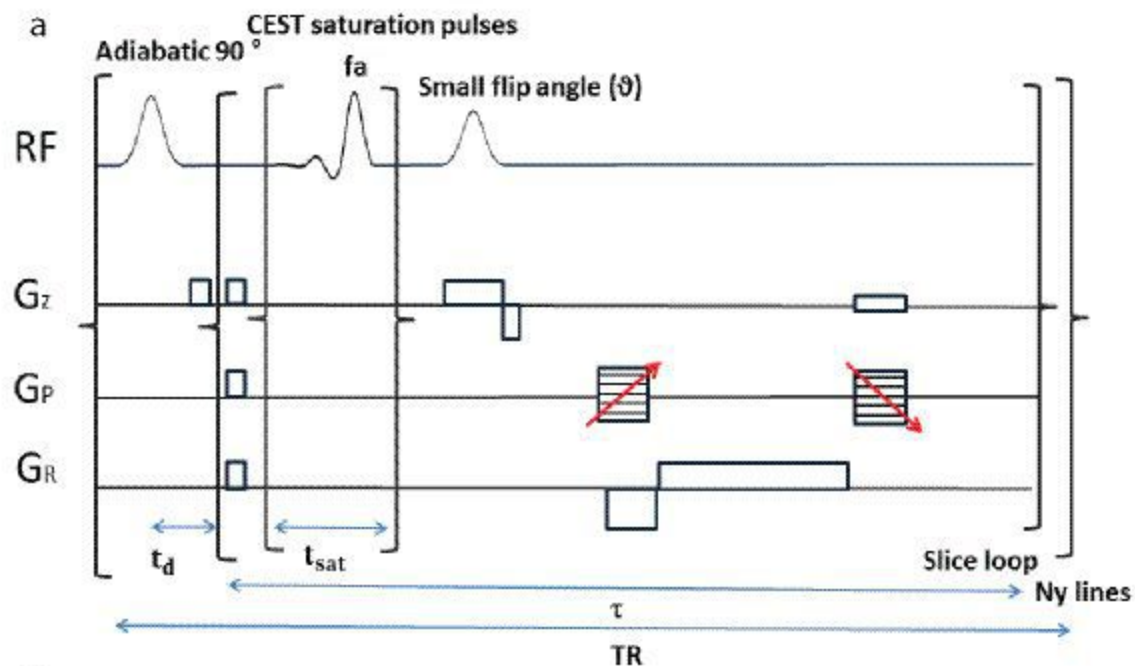 a
CEST saturation pulses
Adiabatic 90 °
fa
Small flip angle (ϑ)
RF
Gz
GP
GR
td
tsat
Slice loop
Ny lines
τ
TR